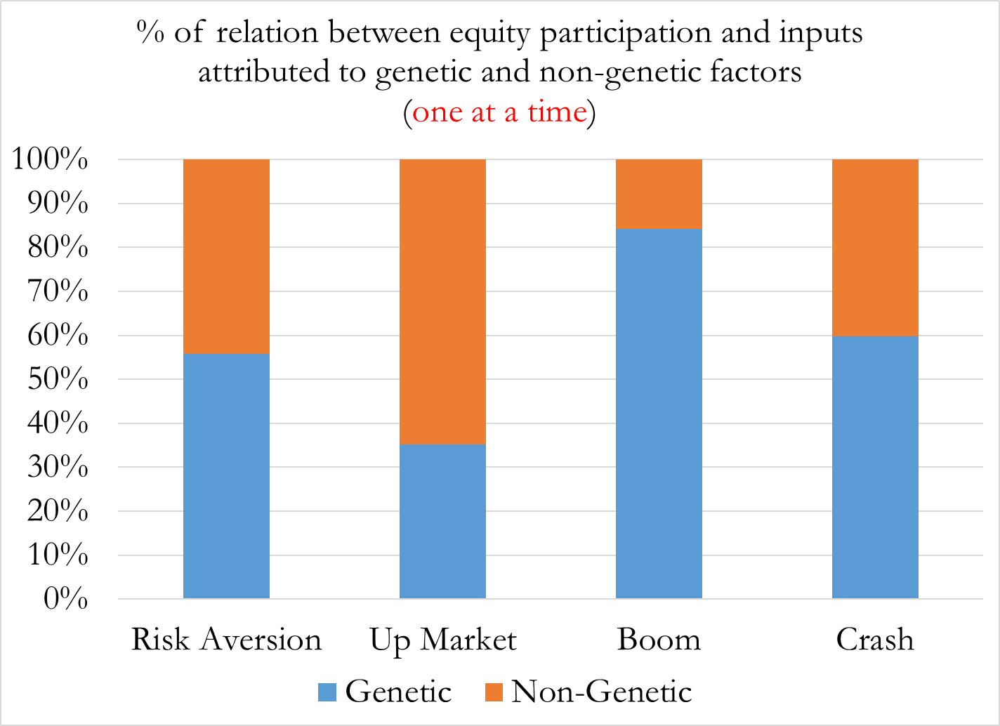 % of relation between equity participation and inputs
attributed to genetic and non-genetic factors
(one at a time)
100%
90%
80%
70%
60%
50%
40%
30%
20%
10%
0%
Risk Aversion Up Market Boom Crash
Genetic Non-Genetic